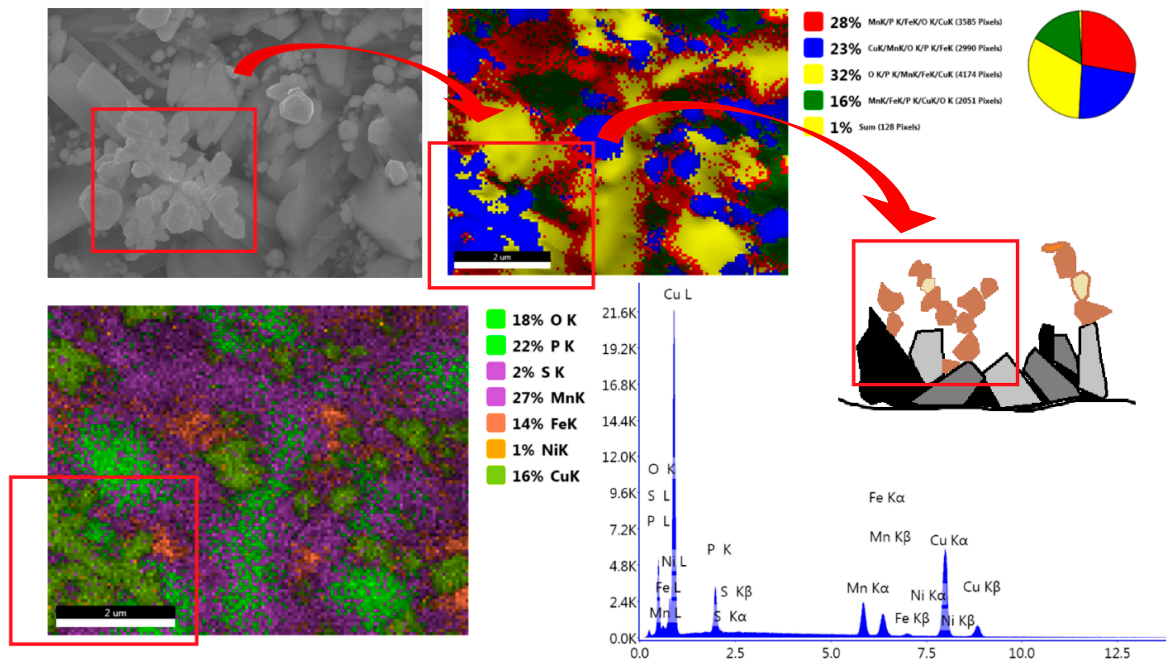 28% MnK/P K/FeK/O K/CuK (3585 Pixels)
23% CuK/MnK/O K/P K/FeK (2990 Pixels)
32% O K/P K/MnK/FeK/CuK (4174 Pixels)
16% MnK/FeK/P K/CuK/O K (2051 Pixels)
1% Sum (128 Pixels)
2 um
18% O K
22% P K
2% S K
27% MnK
14% FeK
1% NiK
16% CuK
2 um
Cu L
21.6K
19.2K
16.8K
14.4K
12.0K
9.6K
7.2K
4.8K
2.4K
0.0K
O K
S L
P L
Ni L
Fe L
Mn L
P K
S Kβ
S Kα
Fe Kα
Mn Kβ
Cu Kα
Mn Kα
Ni Kα
Cu Kβ
Fe Kβ
Ni Kβ
0.0 2.5 5.0 7.5 10.0 12.5